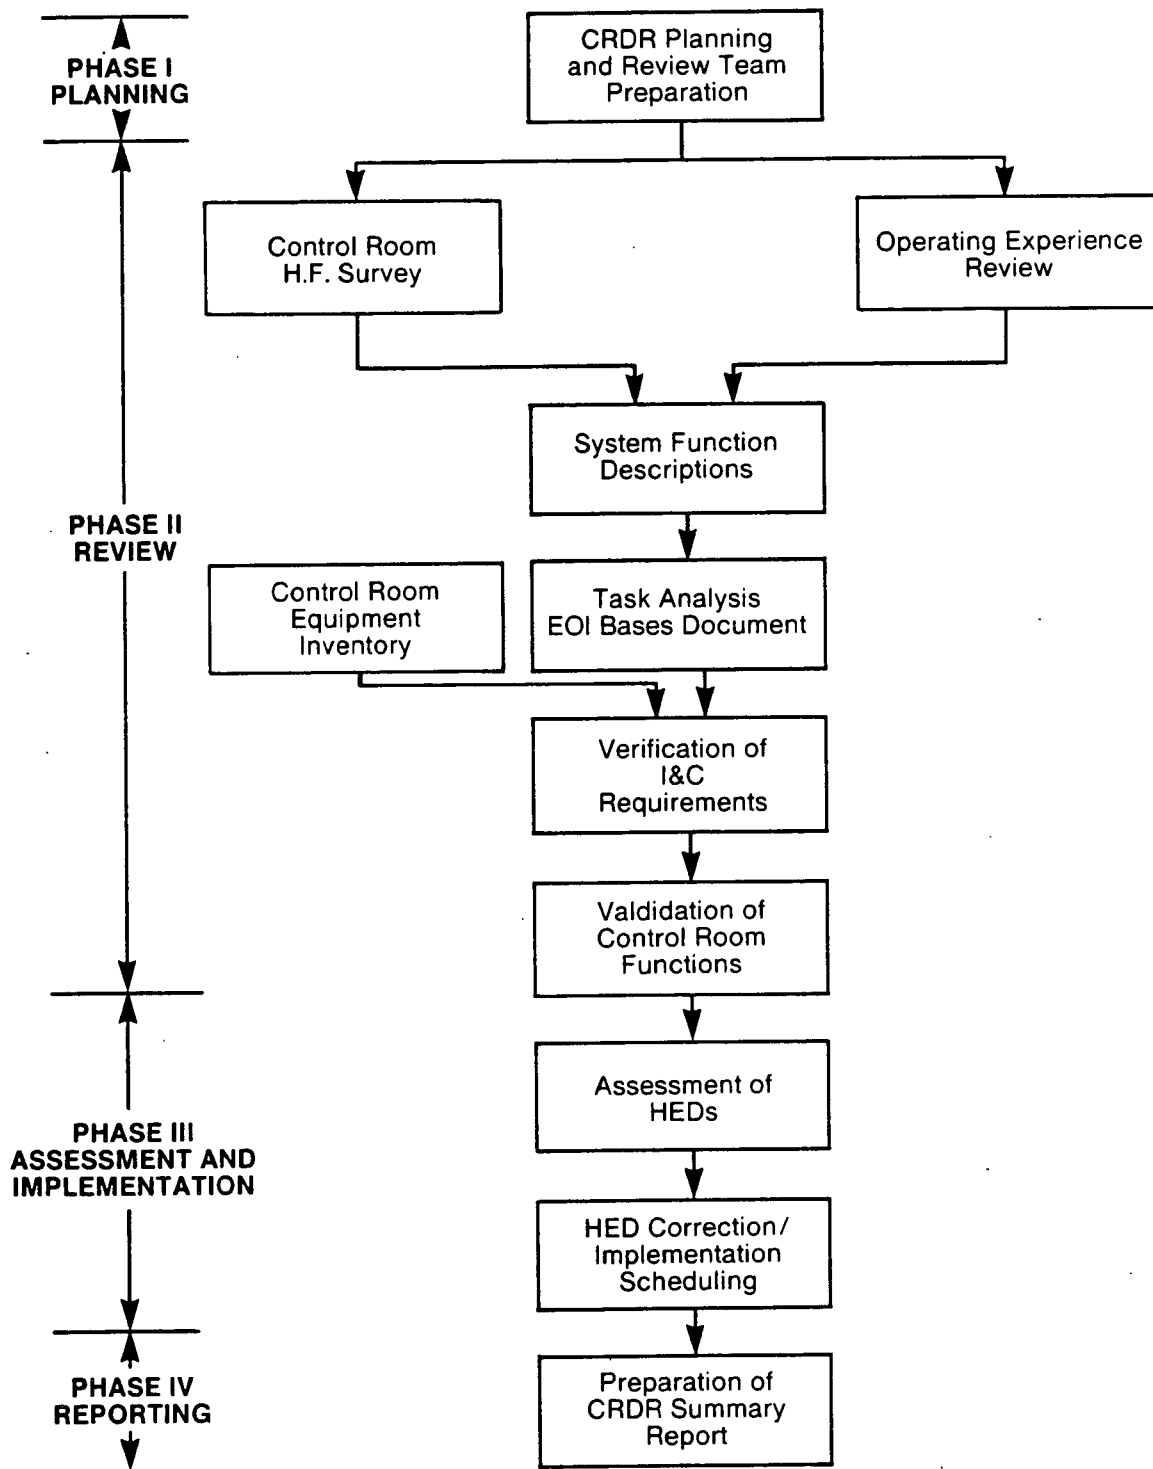 PHASE I
PLANNING
CRDR Planning
and Review Team
Preparation
Control Room
H.F. Survey
Operating Experience
Review
System Function
Descriptions
PHASE II
REVIEW
Control Room
Equipment
Inventory
Task Analysis
EOI Bases Document
Verification of
I&C
Requirements
Valdidation of
Control Room
Functions
Assessment of
HEDs
PHASE III
ASSESSMENT AND
IMPLEMENTATION
HED Correction/
Implementation
Scheduling
PHASE IV
REPORTING
Preparation of
CRDR Summary
Report